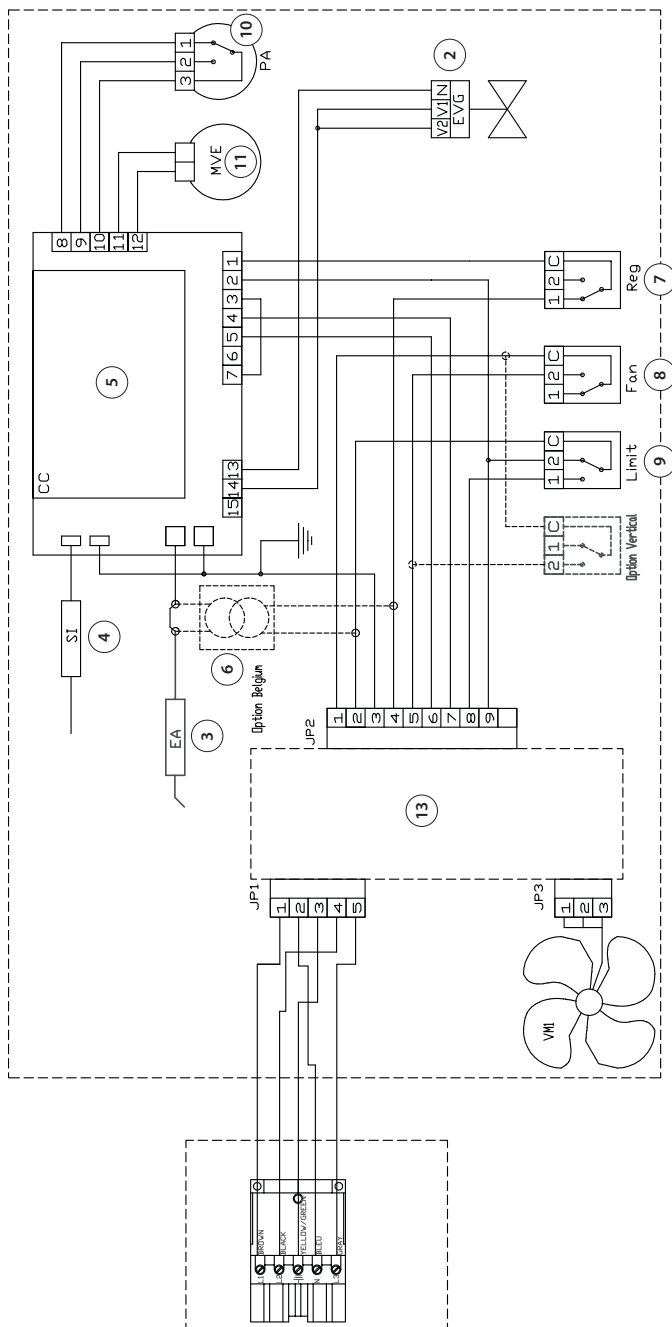 1
2
3
10
PA
MVE
11
V2 V1 N
EVG
2
CC
5
8
9
10
11
12
1
2
3
4
5
6
7
13
14
15
SI
4
EA
3
6
Option Belgium
C
2
1
Reg
7
C
2
1
Fan
8
C
2
1
Limit
9
C
1
2
Option Vertical
JP2
1
2
3
4
5
6
7
8
9
13
JP1
1
2
3
4
5
JP3
1
2
3
VM1
BROWN
BLACK
YELLOW/GREEN
BLEU
GRAY
L1
L2
N
L3